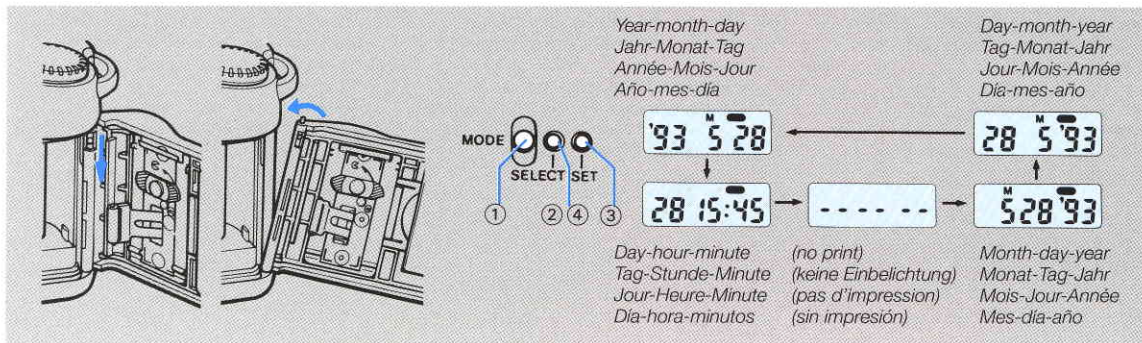 Year-month-day
Jahr-Monat-Tag
Année-Mois-Jour
Año-mes-día
Day-month-year
Tag-Monat-Jahr
Jour-Mois-Année
Día-mes-año
MODE
SELECT SET
① ② ④ ③
'93 M 5 28
28 M 5 '93
28 15:45
-- -- --
M 5 28 '93
Day-hour-minute
Tag-Stunde-Minute
Jour-Heure-Minute
Día-hora-minutos
(no print)
(keine Einbelichtung)
(pas d'impression)
(sin impresión)
Month-day-year
Monat-Tag-Jahr
Mois-Jour-Année
Mes-día-año